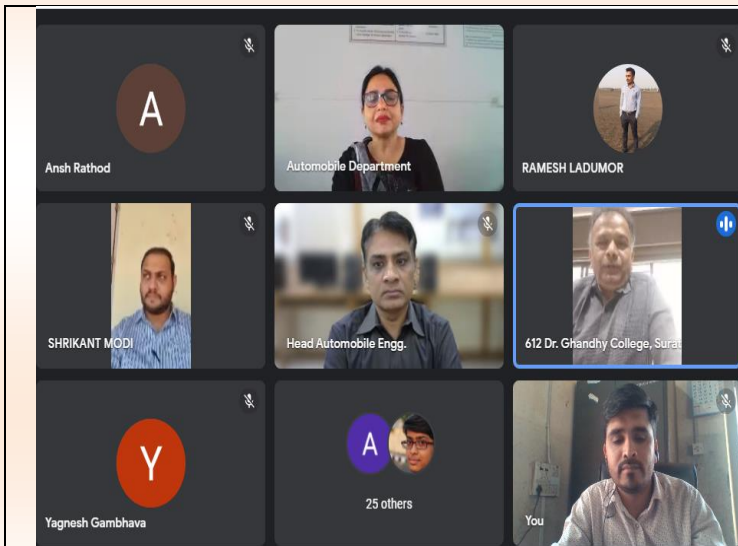 A
Ansh Rathod
Automobile Department
RAMESH LADUMOR
SHRIKANT MODI
Head Automobile Engg.
612 Dr. Ghandhy College, Surat
Y
Yagnesh Gambhava
A
25 others
You